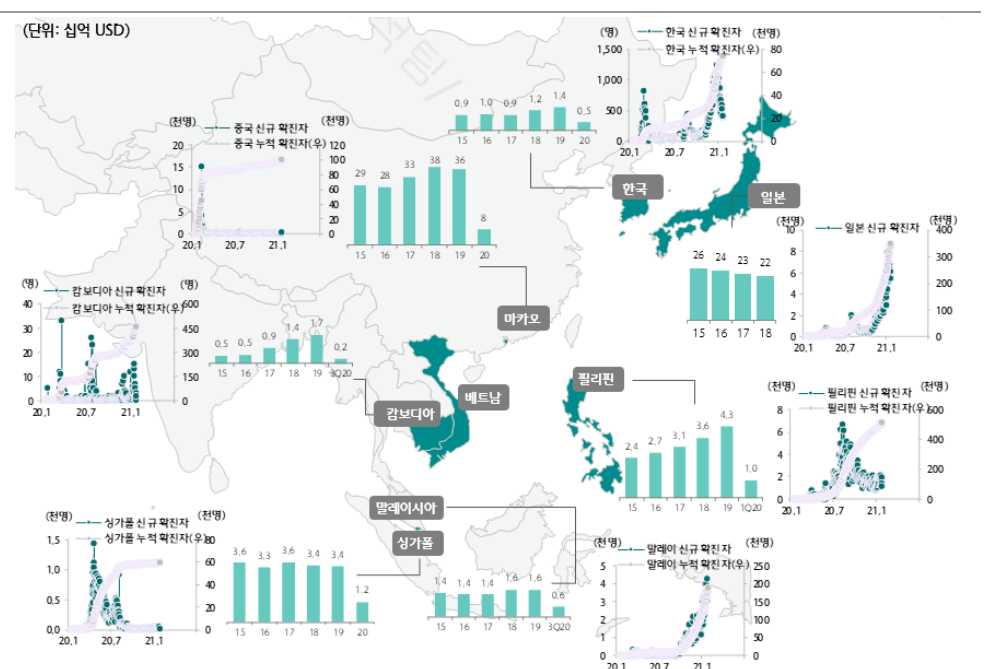 (단위: 십억 USD)
(명)
한국 신규 확진자
한국 누적 확진자(우)
(천명)
1,500
1,000
500
0
80
60
40
20
0
20.1
20.7
21.1
0.9 1.0 0.9 1.2 1.4 0.5
15 16 17 18 19 20
한국
(천명)
중국 신규 확진자
중국 누적 확진자(우)
(천명)
20
15
10
5
0
120
100
80
60
40
20
0
20.1
20.7
21.1
29 28 33 38 36 8
15 16 17 18 19 20
마카오
일본
26 24 23 22
15 16 17 18
(천명)
일본 신규 확진자
(천명)
10
8
6
4
2
0
400
300
200
100
0
20.1
20.7
21.1
(명)
캄보디아 신규 확진자
캄보디아 누적 확진자(우)
(명)
40
30
20
10
0
600
450
300
150
0
20.1
20.7
21.1
0.5 0.5 0.9 1.4 1.7 0.2
15 16 17 18 19 3Q20
캄보디아
베트남
필리핀
2.4 2.7 3.1 3.6 4.3 1.0
15 16 17 18 19 1Q20
(천명)
필리핀 신규 확진자
필리핀 누적 확진자(우)
(천명)
8
6
4
2
0
600
400
200
0
20.1
20.7
21.1
말레이시아
싱가폴
(천명)
싱가폴 신규 확진자
싱가폴 누적 확진자(우)
(천명)
1.5
1.0
0.5
0.0
80
60
40
20
0
20.1
20.7
21.1
3.6 3.3 3.6 3.4 3.4 1.2
15 16 17 18 19 20
1.4 1.4 1.4 1.6 1.6 0.6
15 16 17 18 19 3Q20
(천명)
말레이 신규 확진자
말레이 누적 확진자(우)
(천명)
5
4
3
2
1
0
250
200
150
100
50
0
20.1
20.7
21.1